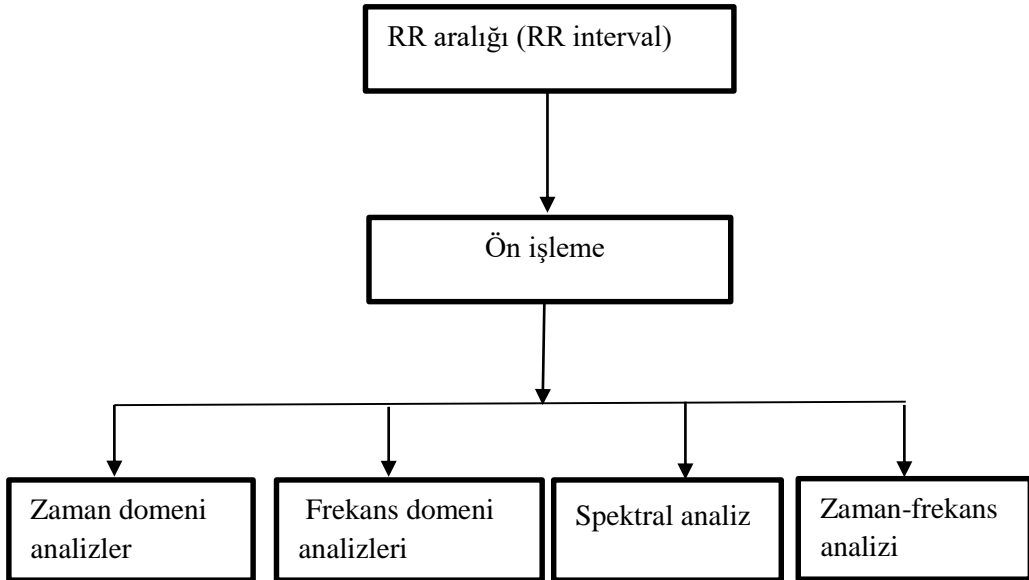 RR aralığı (RR interval)
Ön işleme
Zaman domeni
analizler
Frekans domeni
analizleri
Spektral analiz
Zaman-frekans
analizi